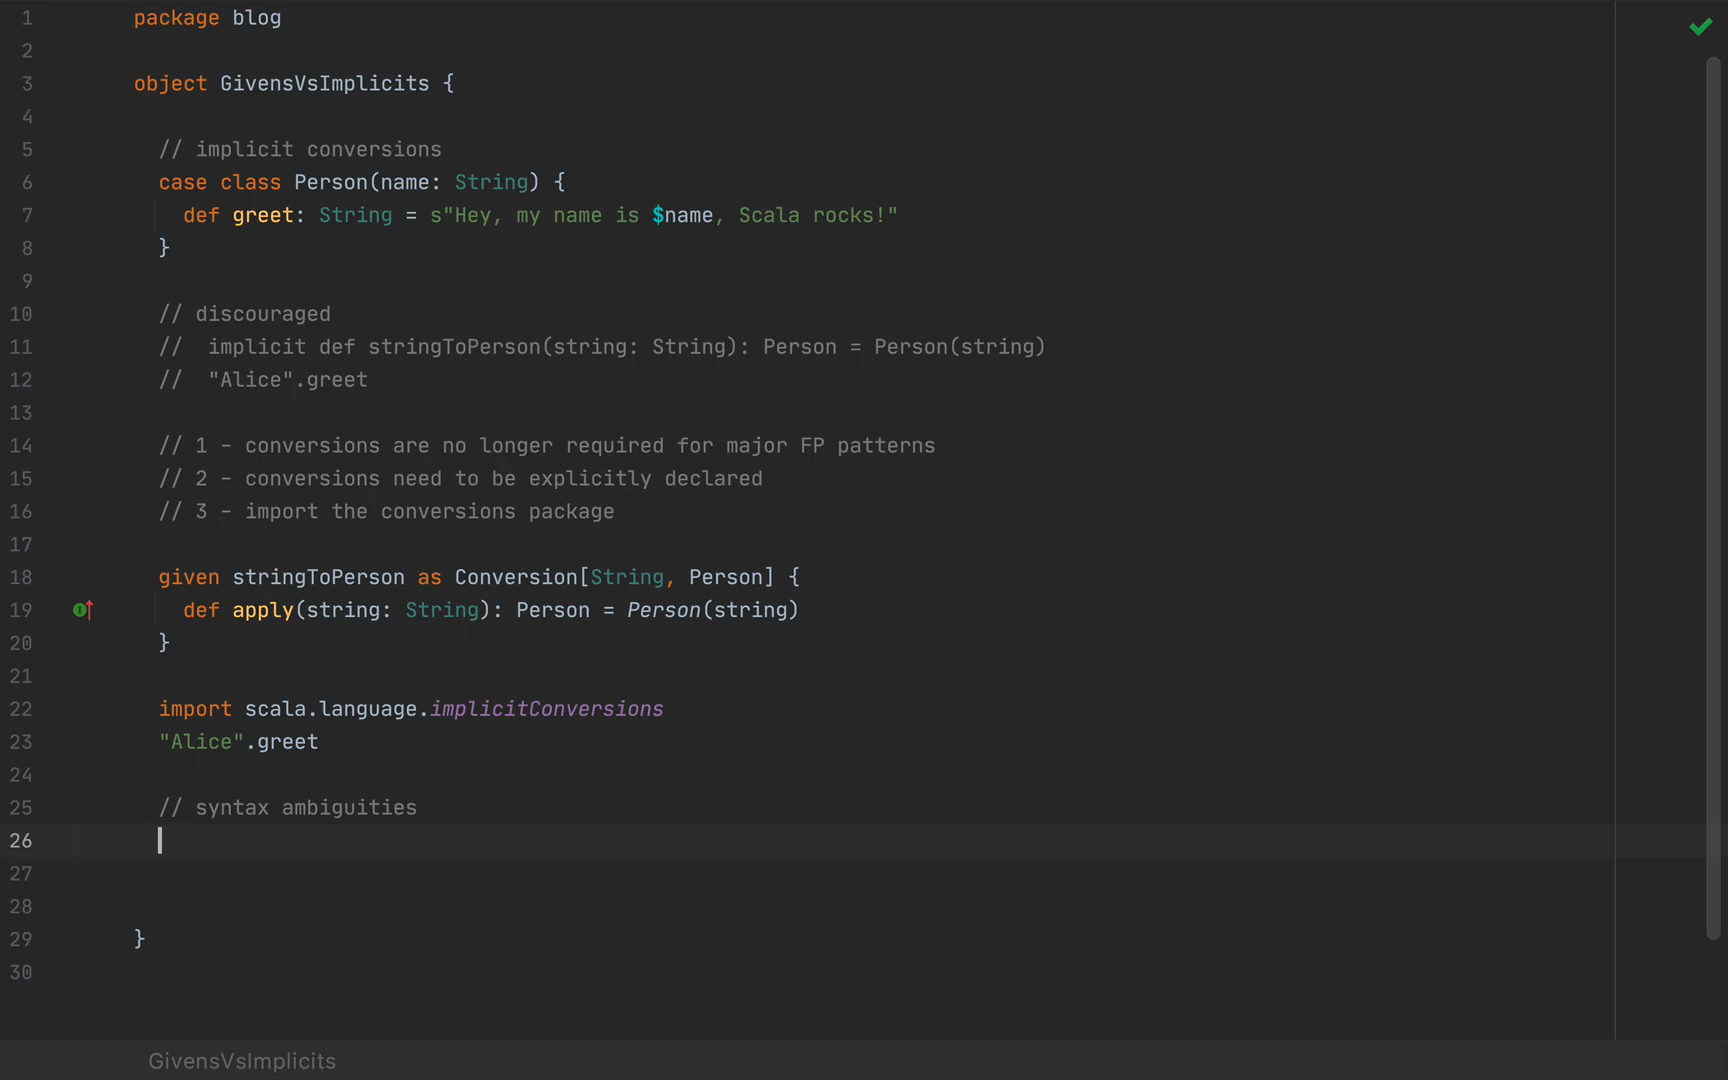 1 package blog
2
3 object GivensVsImplicits {
4
5 // implicit conversions
6 case class Person(name: String) {
7 def greet: String = s"Hey, my name is $name, Scala rocks!"
8 }
9
10 // discouraged
11 // implicit def stringToPerson(string: String): Person = Person(string)
12 // "Alice".greet
13
14 // 1 - conversions are no longer required for major FP patterns
15 // 2 - conversions need to be explicitly declared
16 // 3 - import the conversions package
17
18 given stringToPerson as Conversion[String, Person] {
19 def apply(string: String): Person = Person(string)
20 }
21
22 import scala.language.implicitConversions
23 "Alice".greet
24
25 // syntax ambiguities
26
27
28
29 }
30
GivensVsImplicits